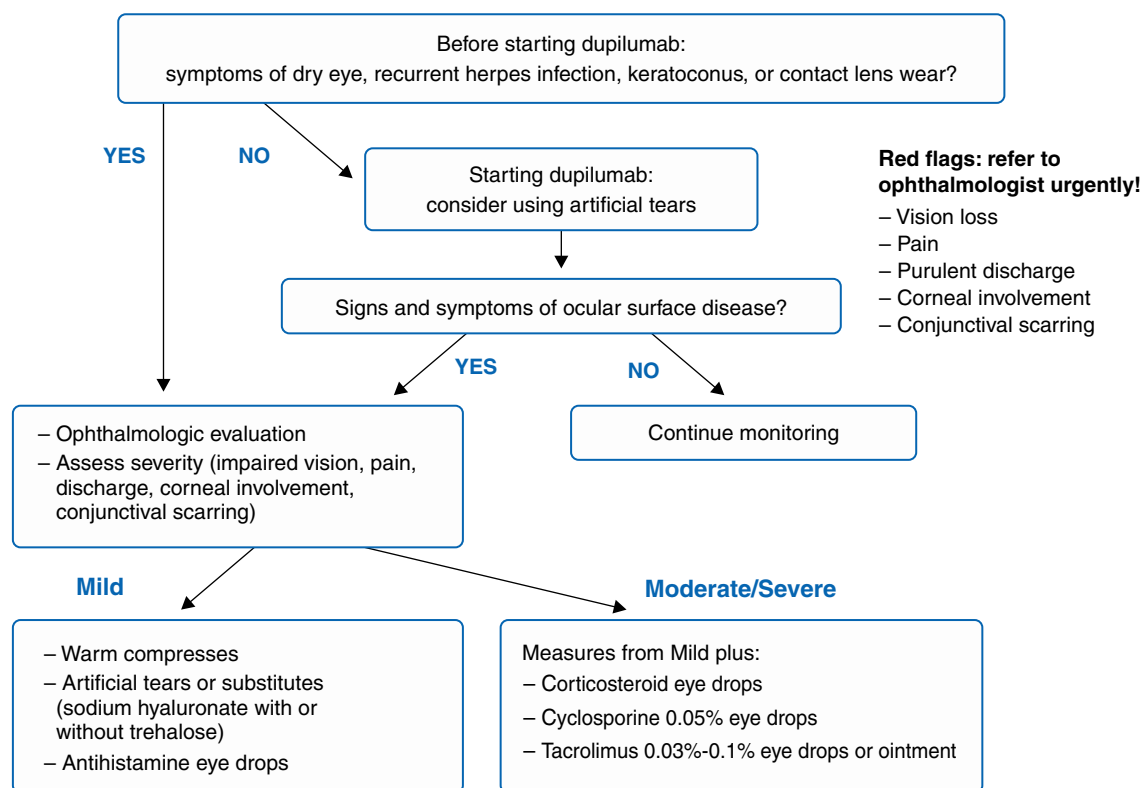 Before starting dupilumab:
symptoms of dry eye, recurrent herpes infection, keratoconus, or contact lens wear?
YES
NO
Starting dupilumab:
consider using artificial tears
Red flags: refer to
ophthalmologist urgently!
– Vision loss
– Pain
– Purulent discharge
– Corneal involvement
– Conjunctival scarring
Signs and symptoms of ocular surface disease?
YES
NO
– Ophthalmologic evaluation
– Assess severity (impaired vision, pain,
discharge, corneal involvement,
conjunctival scarring)
Continue monitoring
Mild
Moderate/Severe
– Warm compresses
– Artificial tears or substitutes
(sodium hyaluronate with or
without trehalose)
– Antihistamine eye drops
Measures from Mild plus:
– Corticosteroid eye drops
– Cyclosporine 0.05% eye drops
– Tacrolimus 0.03%-0.1% eye drops or ointment